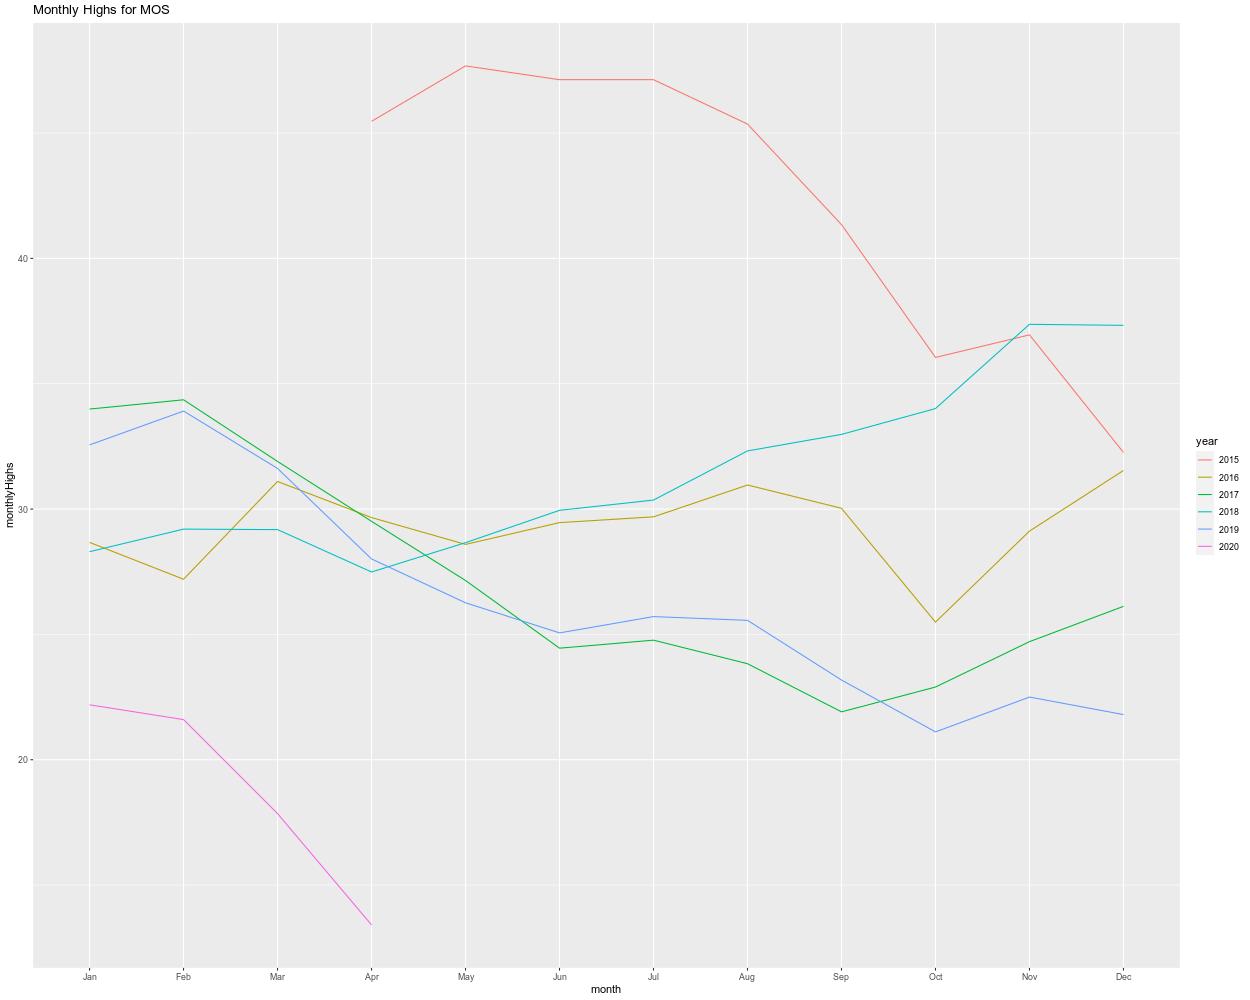 Monthly Highs for MOS
monthlyHighs
40
30
20
Jan Feb Mar Apr May Jun Jul Aug Sep Oct Nov Dec
month
year
2015
2016
2017
2018
2019
2020